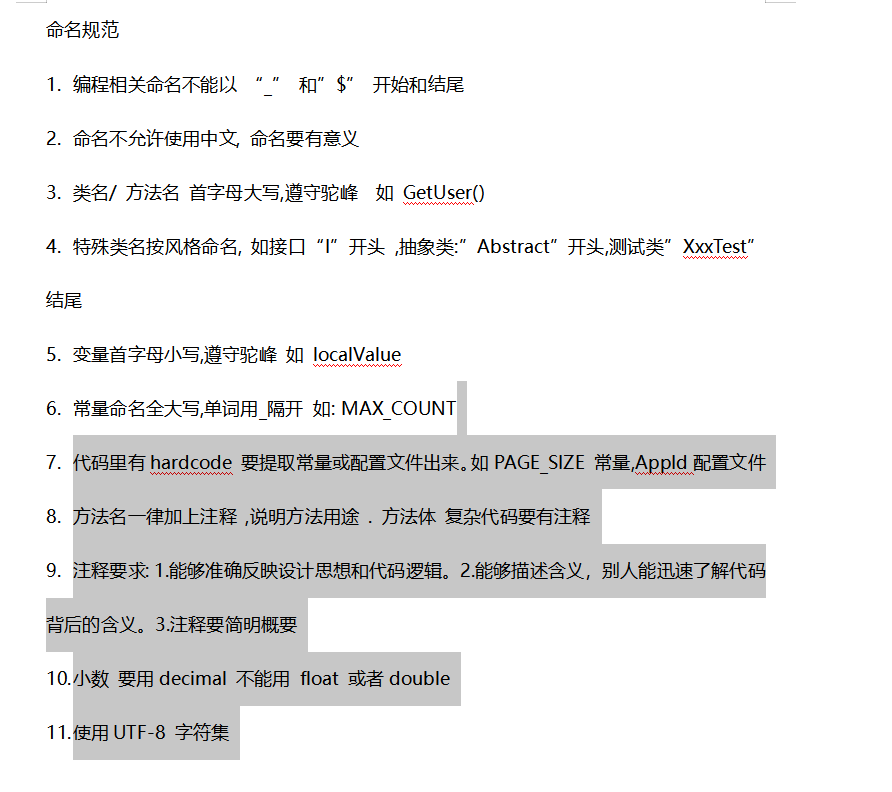 命名规范
1. 编程相关命名不能以 “_” 和”$” 开始和结尾
2. 命名不允许使用中文, 命名要有意义
3. 类名/ 方法名 首字母大写,遵守驼峰 如 GetUser()
4. 特殊类名按风格命名, 如接口“I”开头 ,抽象类:”Abstract”开头,测试类”XxxTest”
结尾
5. 变量首字母小写,遵守驼峰 如 localValue
6. 常量命名全大写,单词用_隔开 如: MAX_COUNT
7. 代码里有 hardcode 要提取常量或配置文件出来。如 PAGE_SIZE 常量,AppId 配置文件
8. 方法名一律加上注释 ,说明方法用途 . 方法体 复杂代码要有注释
9. 注释要求: 1.能够准确反映设计思想和代码逻辑。2.能够描述含义，别人能迅速了解代码
背后的含义。3.注释要简明概要
10.小数 要用 decimal 不能用 float 或者 double
11.使用 UTF-8 字符集